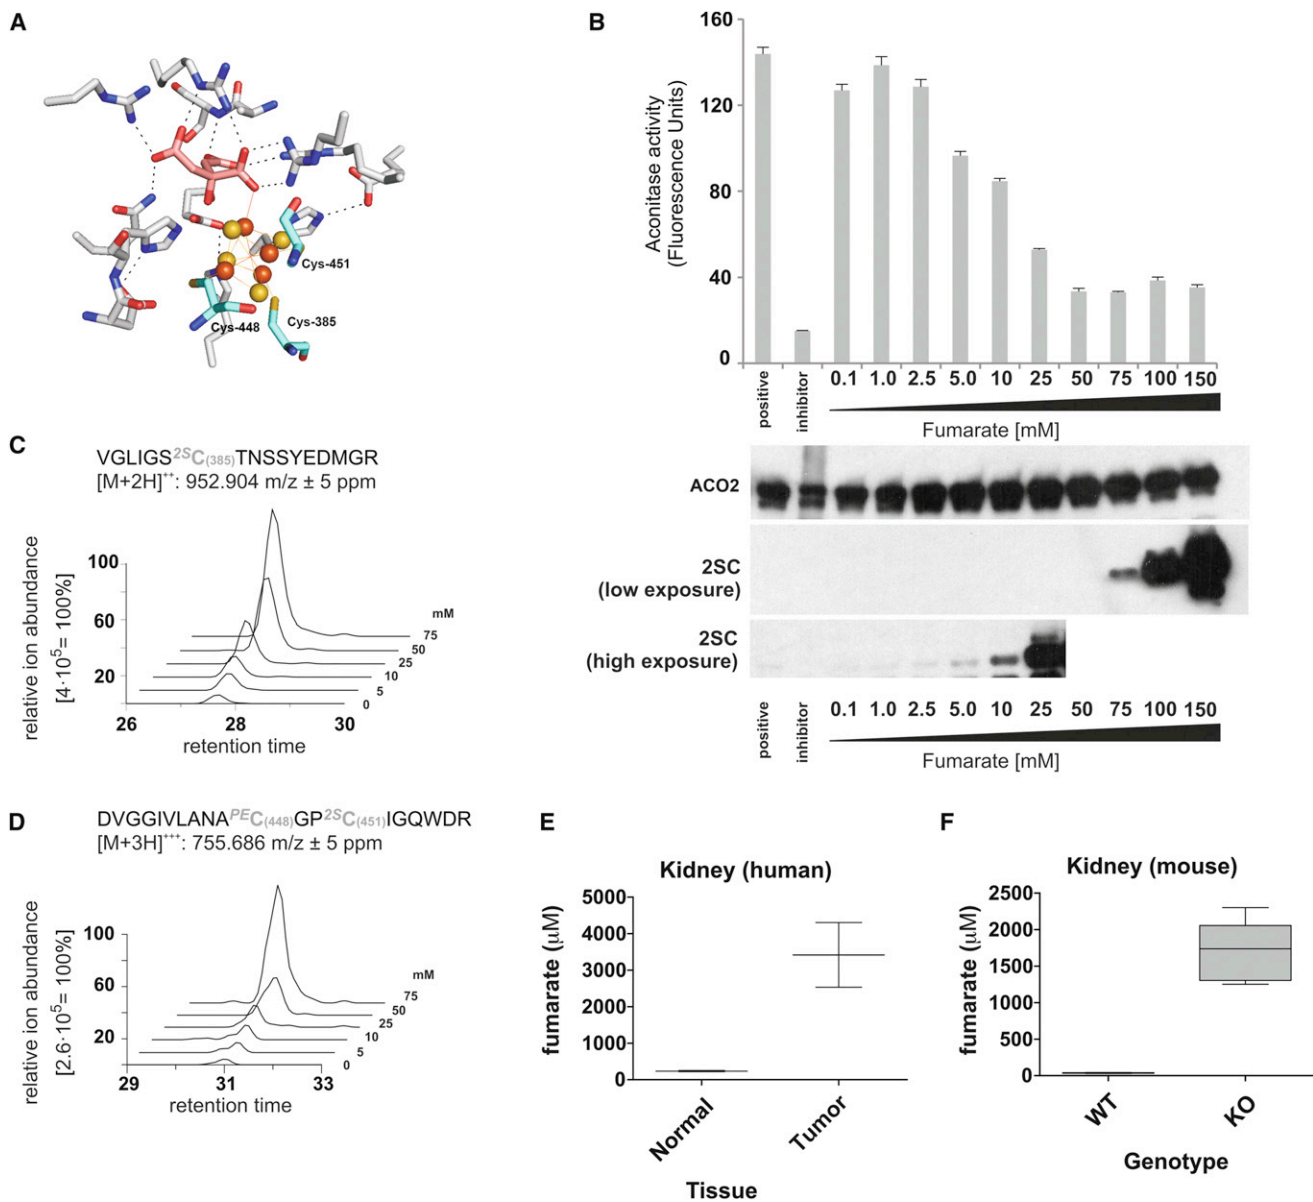 A
Cys-451
Cys-448
Cys-385
B
Aconitase activity
(Fluorescence Units)
160
120
80
40
0
positive
inhibitor
0.1 1.0 2.5 5.0 10 25 50 75 100 150
Fumarate [mM]
ACO2
2SC
(low exposure)
2SC
(high exposure)
positive
inhibitor
0.1 1.0 2.5 5.0 10 25 50 75 100 150
Fumarate [mM]
C
VGLIGS2SC(385)TNSSYEDMGR
[M+2H]++: 952.904 m/z ± 5 ppm
relative ion abundance
[4·105= 100%]
100
60
20
mM
75
50
25
10
5
0
26 28 30
retention time
D
DVGGIVLANAPEC(448)GP2SC(451)IGQWDR
[M+3H]+++: 755.686 m/z ± 5 ppm
relative ion abundance
[2.6·105= 100%]
100
60
20
mM
75
50
25
10
5
0
29 31 33
retention time
E
Kidney (human)
fumarate (μM)
5000
4000
3000
2000
1000
0
Normal
Tumor
Tissue
F
Kidney (mouse)
fumarate (μM)
2500
2000
1500
1000
500
0
WT
KO
Genotype